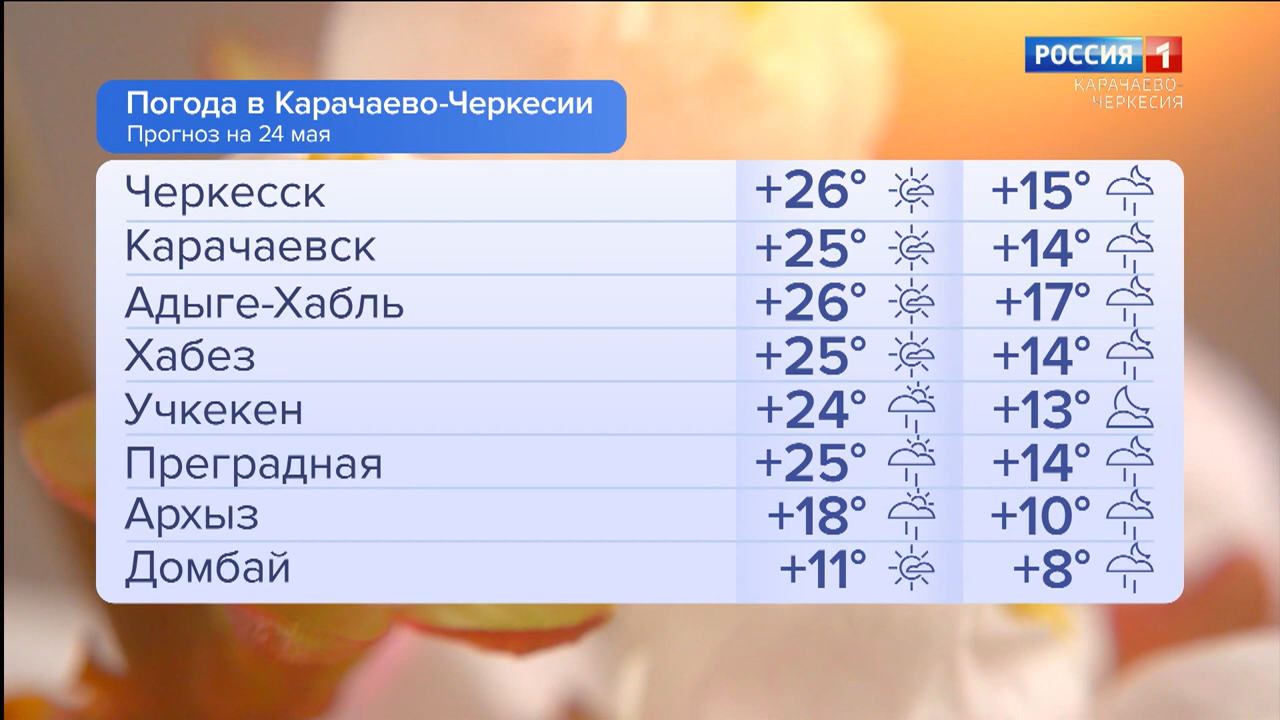 РОССИЯ 1
КАРАЧАЕВО-
ЧЕРКЕСИЯ
Погода в Карачаево-Черкесии
Прогноз на 24 мая
Черкесск +26° +15°
Карачаевск +25° +14°
Адыге-Хабль +26° +17°
Хабез +25° +14°
Учкекен +24° +13°
Преградная +25° +14°
Архыз +18° +10°
Домбай +11° +8°